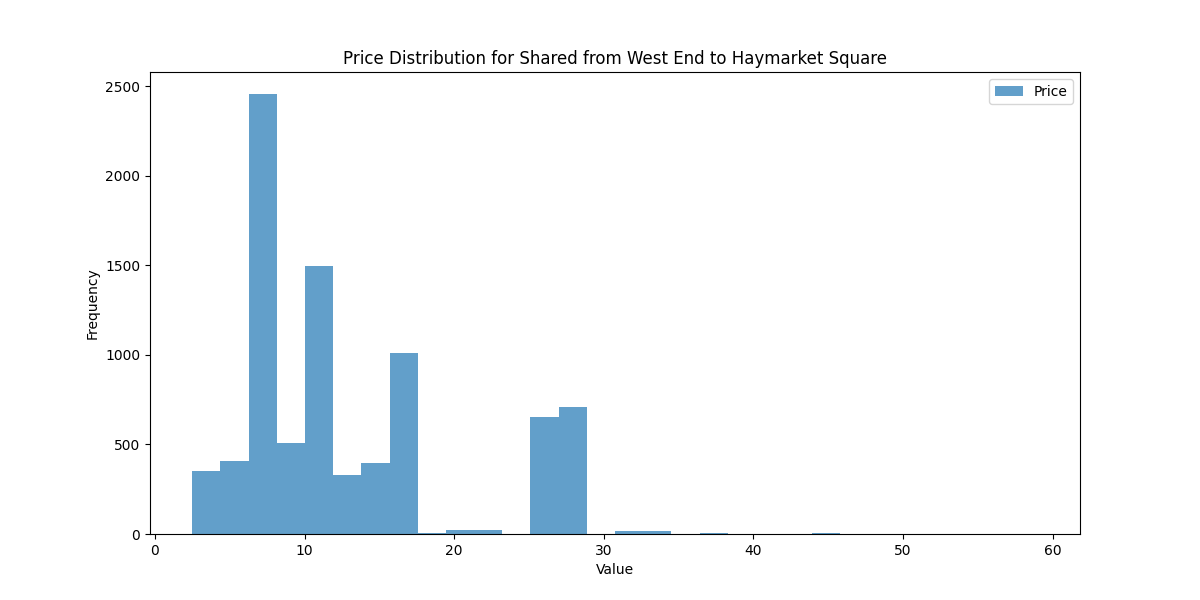 Price Distribution for Shared from West End to Haymarket Square
Price
2500
2000
1500
1000
500
0
Frequency
0 10 20 30 40 50 60
Value